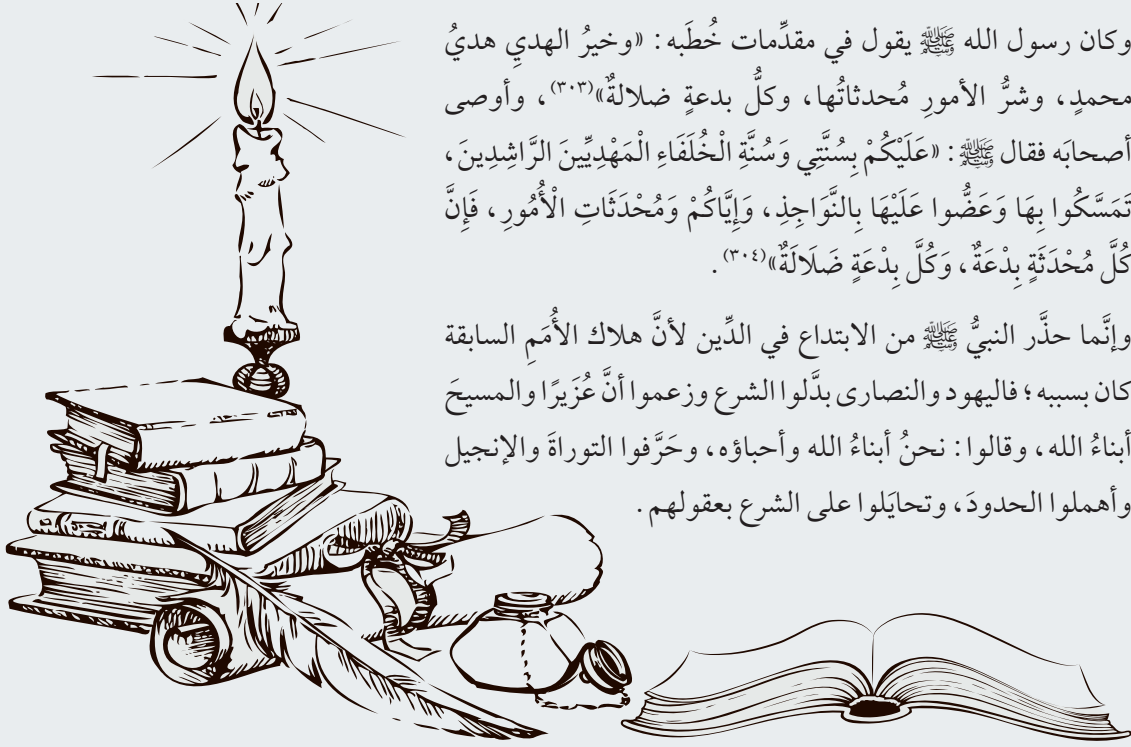 وكان رسول الله ﷺ يقول في مقدِّمات خُطَبه: «وخيرُ الهديِ هديُ
محمدٍ، وشرُّ الأمورِ مُحدثاتُها، وكلُّ بدعةٍ ضلالةٌ»(٣٠٣)، وأوصى
أصحابَه فقال ﷺ: «عَلَيْكُمْ بِسُنَّتِي وَسُنَّةِ الْخُلَفَاءِ الْمَهْدِيِّينَ الرَّاشِدِينَ،
تَمَسَّكُوا بِهَا وَعَضُّوا عَلَيْهَا بِالنَّوَاجِذِ، وَإِيَّاكُمْ وَمُحْدَثَاتِ الْأُمُورِ، فَإِنَّ
كُلَّ مُحْدَثَةٍ بِدْعَةٌ، وَكُلَّ بِدْعَةٍ ضَلَالَةٌ»(٣٠٤).
وإنَّما حذَّر النبيُّ ﷺ من الابتداع في الدِّين لأنَّ هلاك الأُمَمِ السابقة
كان بسببه؛ فاليهود والنصارى بدَّلوا الشرع وزعموا أنَّ عُزَيرًا والمسيحَ
أبناءُ الله، وقالوا: نحنُ أبناءُ الله وأحباؤه، وحَرَّفوا التوراةَ والإنجيل
وأهملوا الحدودَ، وتحايَلوا على الشرع بعقولهم.